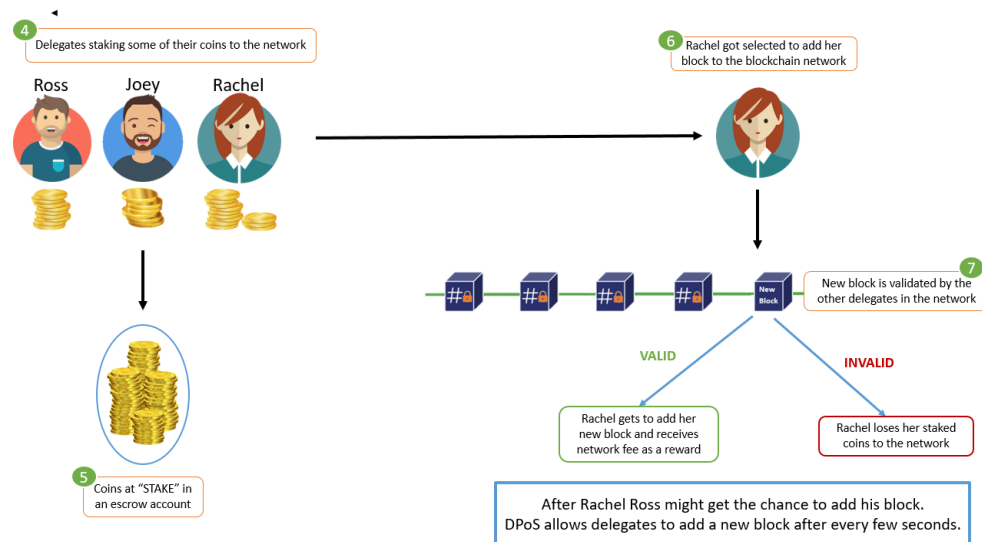 4
Delegates staking some of their coins to the network
Ross
Joey
Rachel
5
Coins at “STAKE” in
an escrow account
6
Rachel got selected to add her
block to the blockchain network
#
#
#
#
New
Block
7
New block is validated by the
other delegates in the network
VALID
INVALID
Rachel gets to add her
new block and receives
network fee as a reward
Rachel loses her staked
coins to the network
After Rachel Ross might get the chance to add his block.
DPoS allows delegates to add a new block after every few seconds.